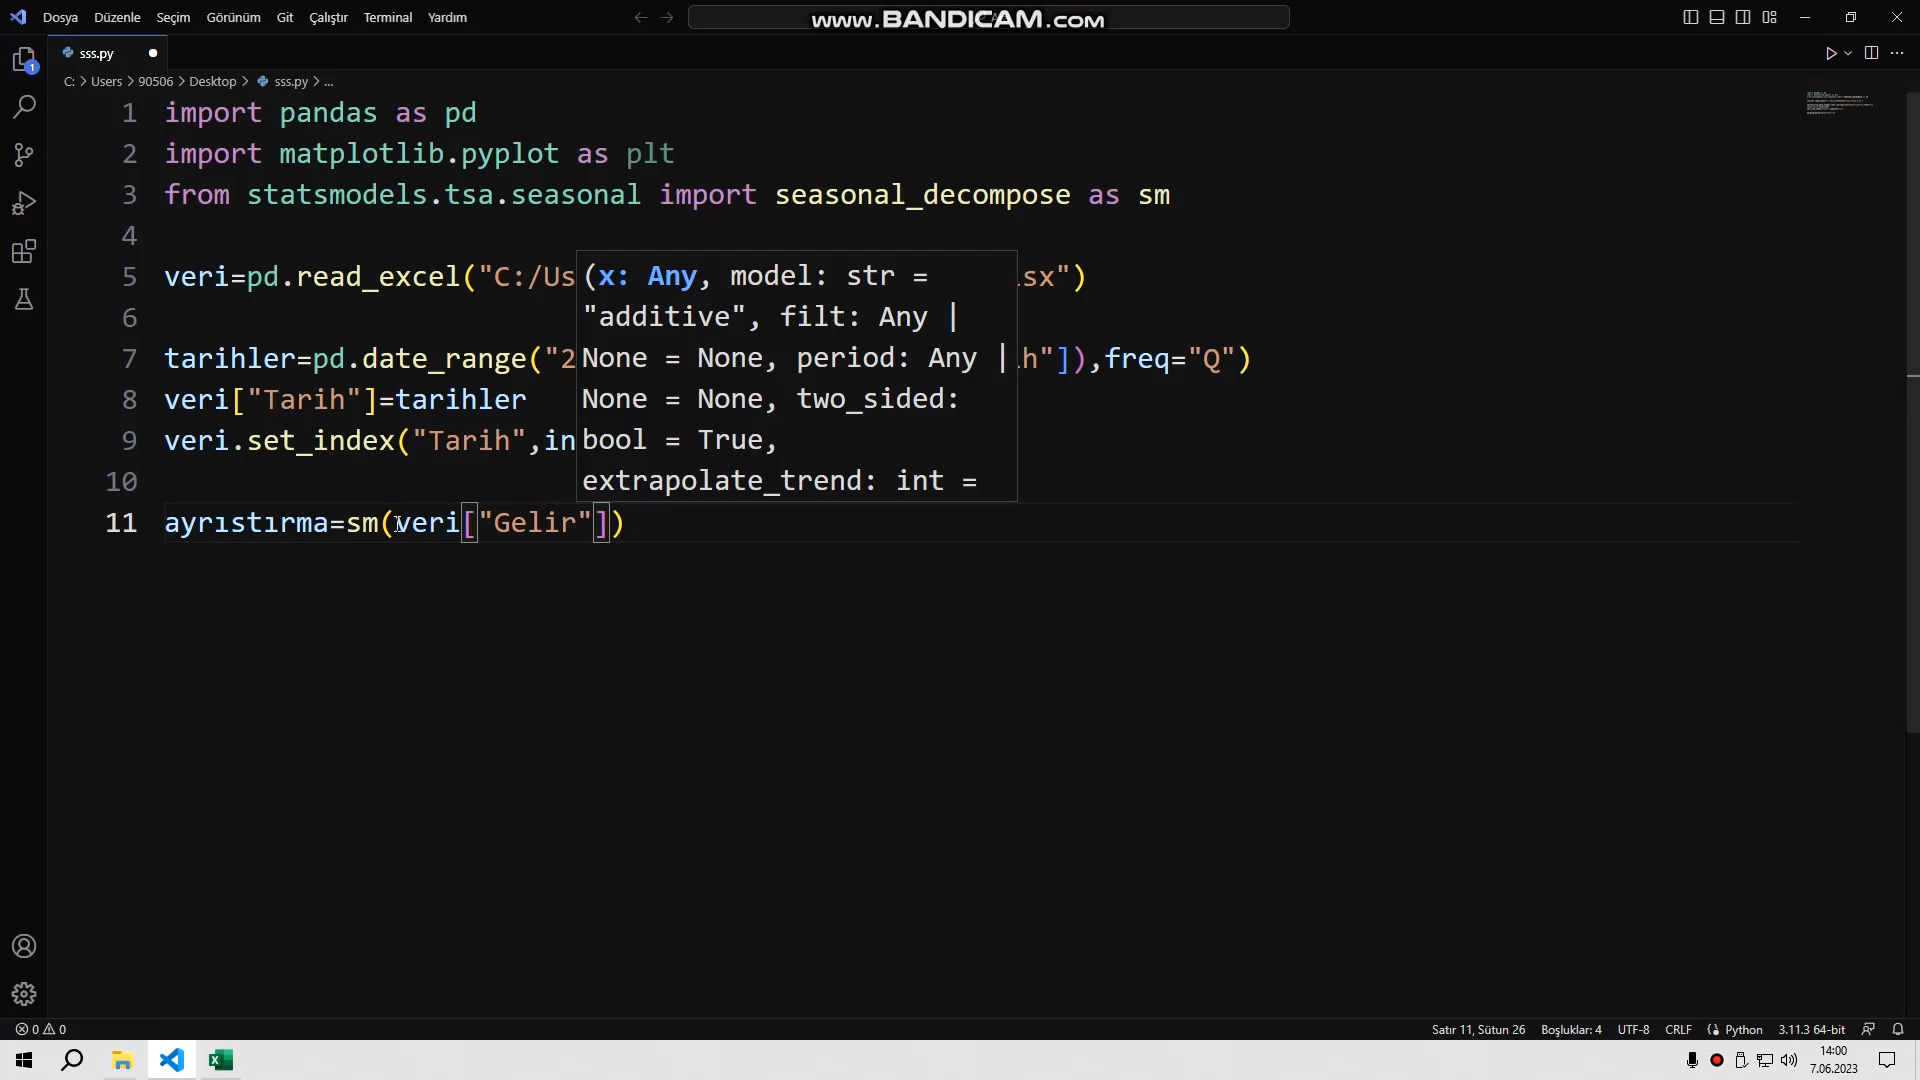 Dosya Düzenle Seçim Görünüm Git Çalıştır Terminal Yardım
www.BANDICAM.com
sss.py
1
C: > Users > 90506 > Desktop > sss.py > ...
1 import pandas as pd
2 import matplotlib.pyplot as plt
3 from statsmodels.tsa.seasonal import seasonal_decompose as sm
4
5 veri=pd.read_excel("C:/Us sx")
6
7 tarihler=pd.date_range("2 h"]),freq="Q")
8 veri["Tarih"]=tarihler
9 veri.set_index("Tarih",in
10
11 ayrıstırma=sm(veri["Gelir"])
(x: Any, model: str =
"additive", filt: Any |
None = None, period: Any |
None = None, two_sided:
bool = True,
extrapolate_trend: int =
0 0
Satır 11, Sütun 26 Boşluklar: 4 UTF-8 CRLF Python 3.11.3 64-bit
14:00
7.06.2023